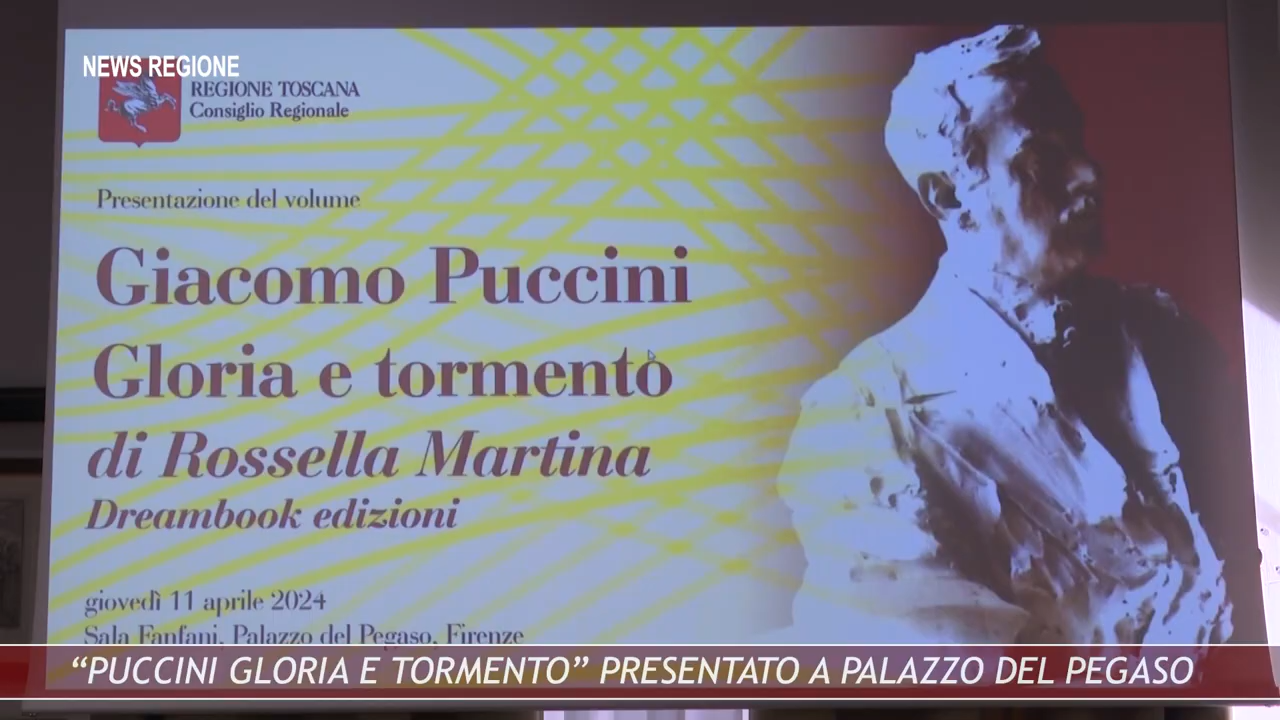 NEWS REGIONE
REGIONE TOSCANA
Consiglio Regionale
Presentazione del volume
Giacomo Puccini
Gloria e tormento
di Rossella Martina
Dreambook edizioni
giovedì 11 aprile 2024
Sala Fanfani, Palazzo del Pegaso, Firenze
“PUCCINI GLORIA E TORMENTO” PRESENTATO A PALAZZO DEL PEGASO